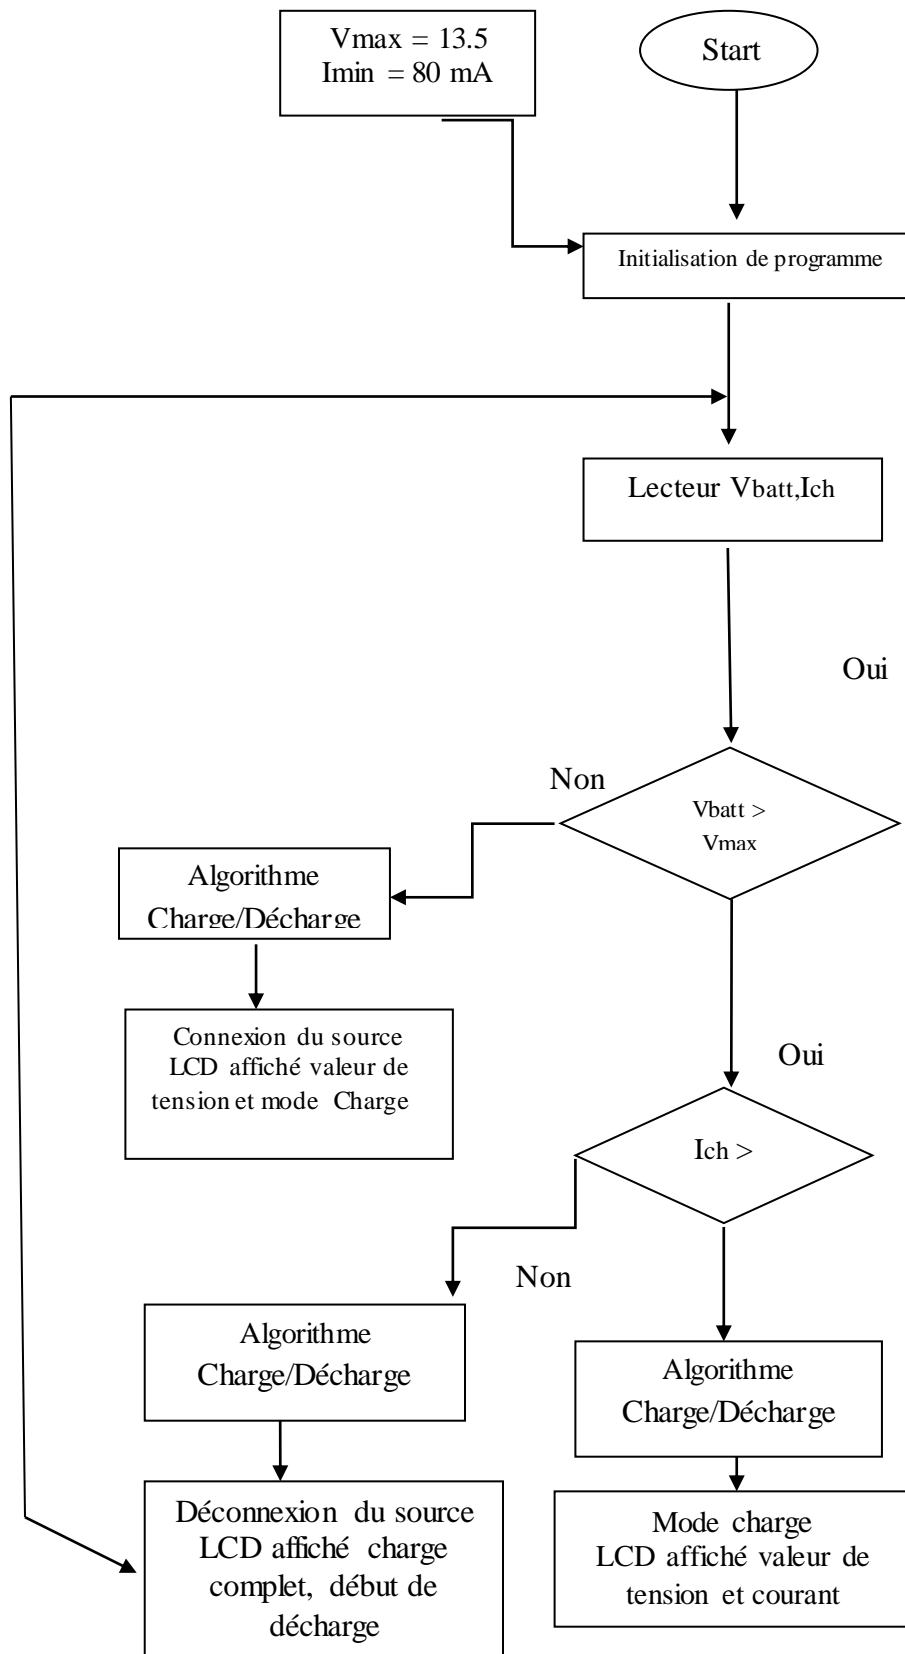 Vmax = 13.5
Imin = 80 mA
Start
Initialisation de programme
Lecteur Vbatt,Ich
Oui
Non
Vbatt >
Vmax
Algorithme
Charge/Décharge
Connexion du source
LCD affiché valeur de
tension et mode Charge
Oui
Ich >
Non
Algorithme
Charge/Décharge
Algorithme
Charge/Décharge
Déconnexion du source
LCD affiché charge
complet, début de
décharge
Mode charge
LCD affiché valeur de
tension et courant